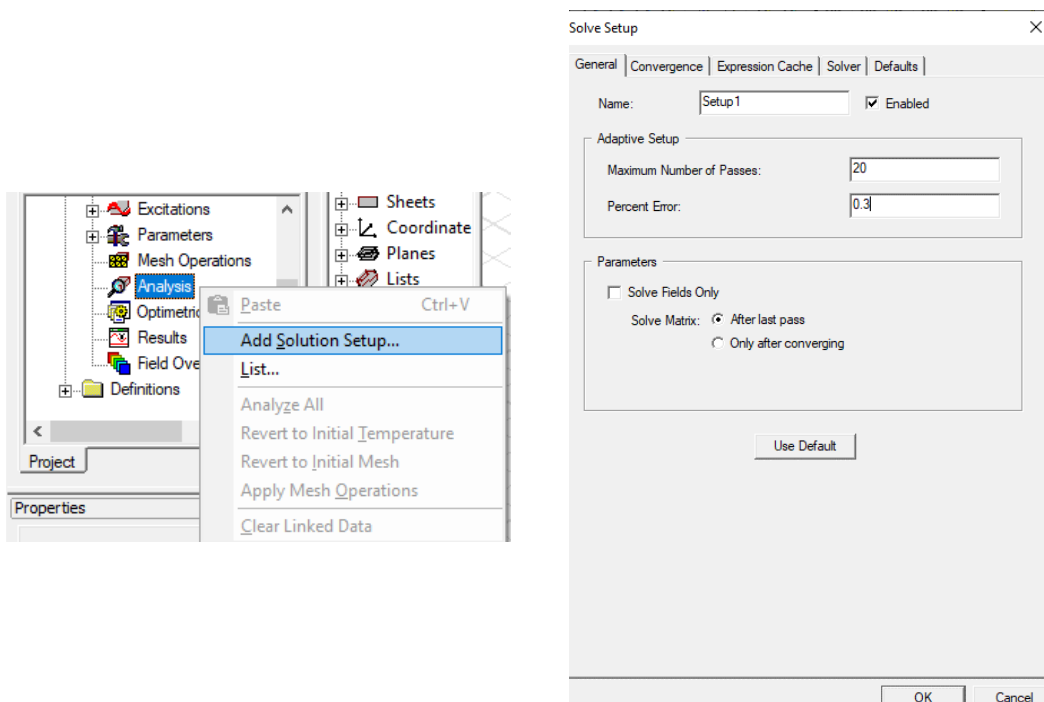 Excitations
Parameters
Mesh Operations
Analysis
Optimetric
Results
Field Ove
Definitions
Project
Properties
Sheets
Coordinate
Planes
Lists
Paste Ctrl+V
Add Solution Setup...
List...
Analyze All
Revert to Initial Temperature
Revert to Initial Mesh
Apply Mesh Operations
Clear Linked Data
Solve Setup
General Convergence Expression Cache Solver Defaults
Name: Setup1 Enabled
Adaptive Setup
Maximum Number of Passes: 20
Percent Error: 0.3
Parameters
Solve Fields Only
Solve Matrix: After last pass
Only after converging
Use Default
OK Cancel